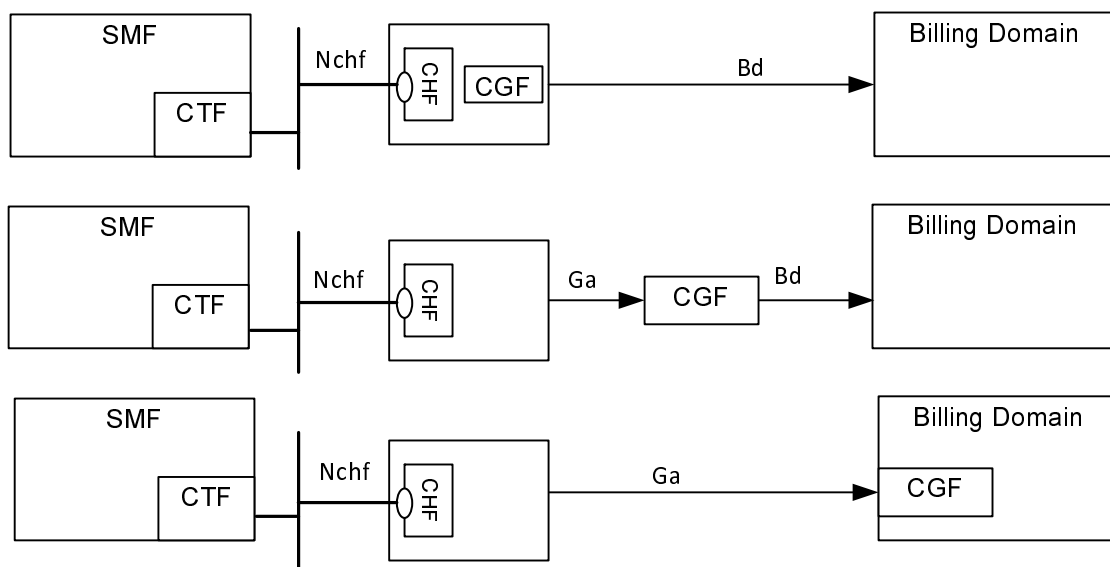 SMF
CTF
Nchf
CHF
CGF
Bd
Billing Domain
SMF
CTF
Nchf
CHF
Ga
CGF
Bd
Billing Domain
SMF
CTF
Nchf
CHF
Ga
Billing Domain
CGF